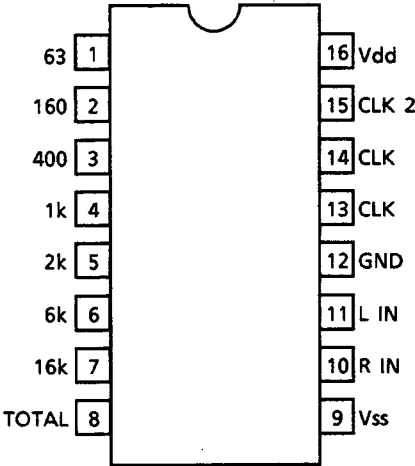 63 1 16 Vdd
160 2 15 CLK 2
400 3 14 CLK
1k 4 13 CLK
2k 5 12 GND
6k 6 11 L IN
16k 7 10 R IN
TOTAL 8 9 Vss